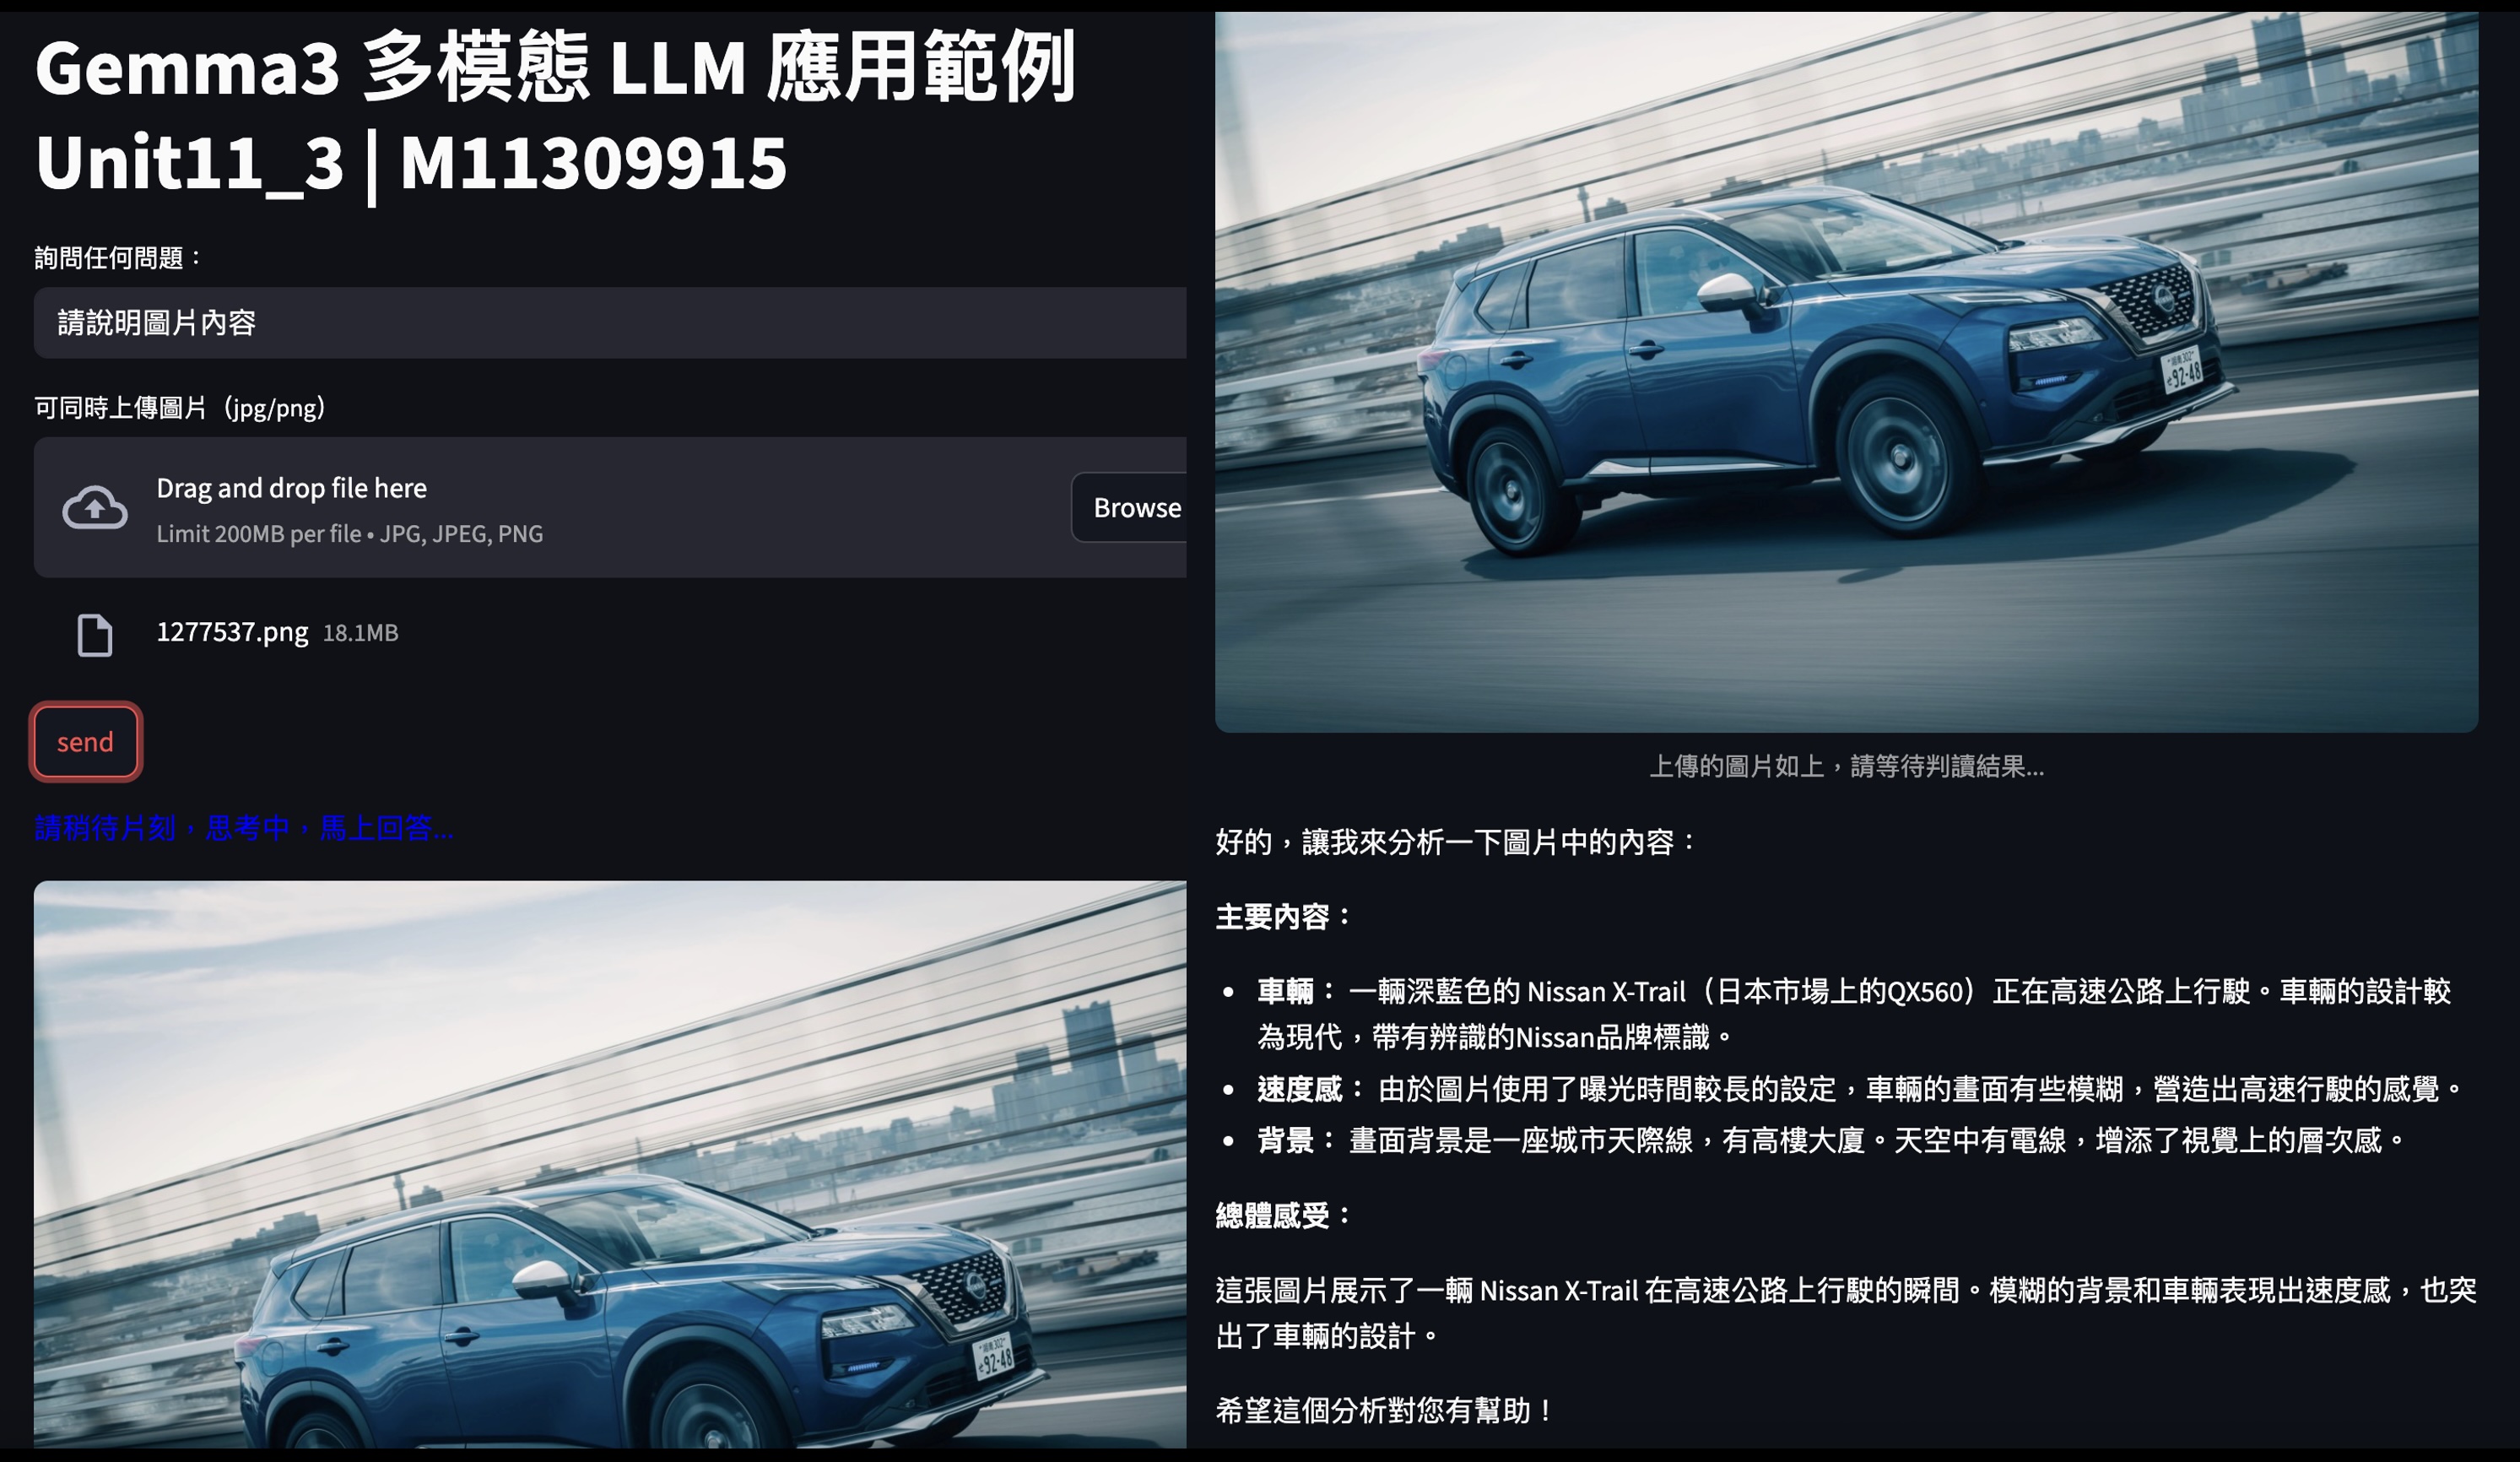 Gemma3 多模態 LLM 應用範例
Unit11_3 | M11309915
詢問任何問題：
請說明圖片內容
可同時上傳圖片（jpg/png）
Drag and drop file here
Limit 200MB per file • JPG, JPEG, PNG
Browse
1277537.png 18.1MB
send
請稍待片刻，思考中，馬上回答...
92-48
92-48
上傳的圖片如上，請等待判讀結果...
好的，讓我來分析一下圖片中的內容：
主要內容：
• 車輛： 一輛深藍色的 Nissan X-Trail（日本市場上的QX560）正在高速公路上行駛。車輛的設計較
為現代，帶有辨識的Nissan品牌標識。
• 速度感： 由於圖片使用了曝光時間較長的設定，車輛的畫面有些模糊，營造出高速行駛的感覺。
• 背景： 畫面背景是一座城市天際線，有高樓大廈。天空中有電線，增添了視覺上的層次感。
總體感受：
這張圖片展示了一輛 Nissan X-Trail 在高速公路上行駛的瞬間。模糊的背景和車輛表現出速度感，也突
出了車輛的設計。
希望這個分析對您有幫助！